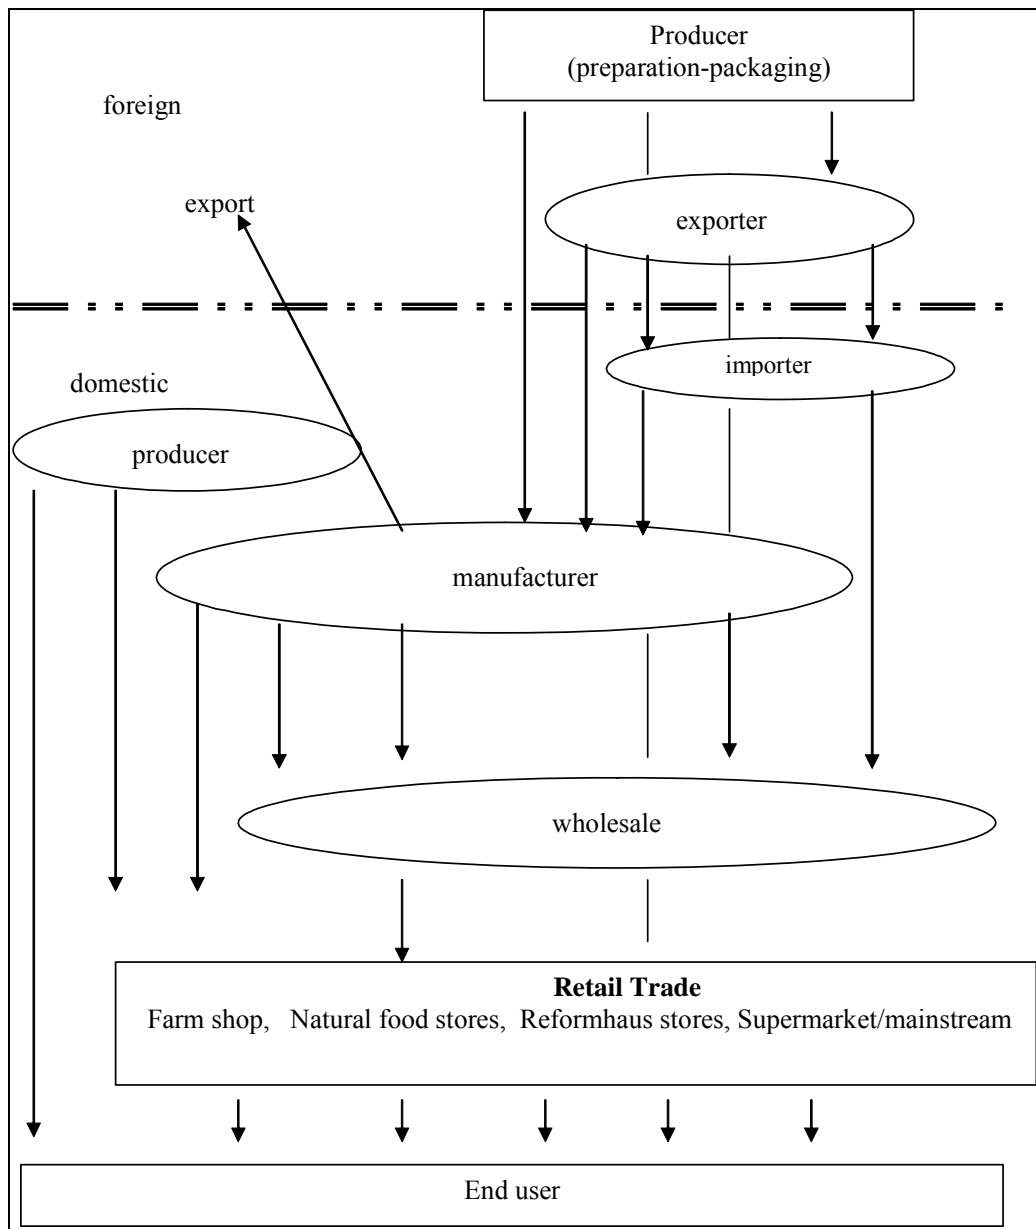 Producer
(preparation-packaging)
foreign
export
exporter
importer
domestic
producer
manufacturer
wholesale
Retail Trade
Farm shop, Natural food stores, Reformhaus stores, Supermarket/mainstream
End user